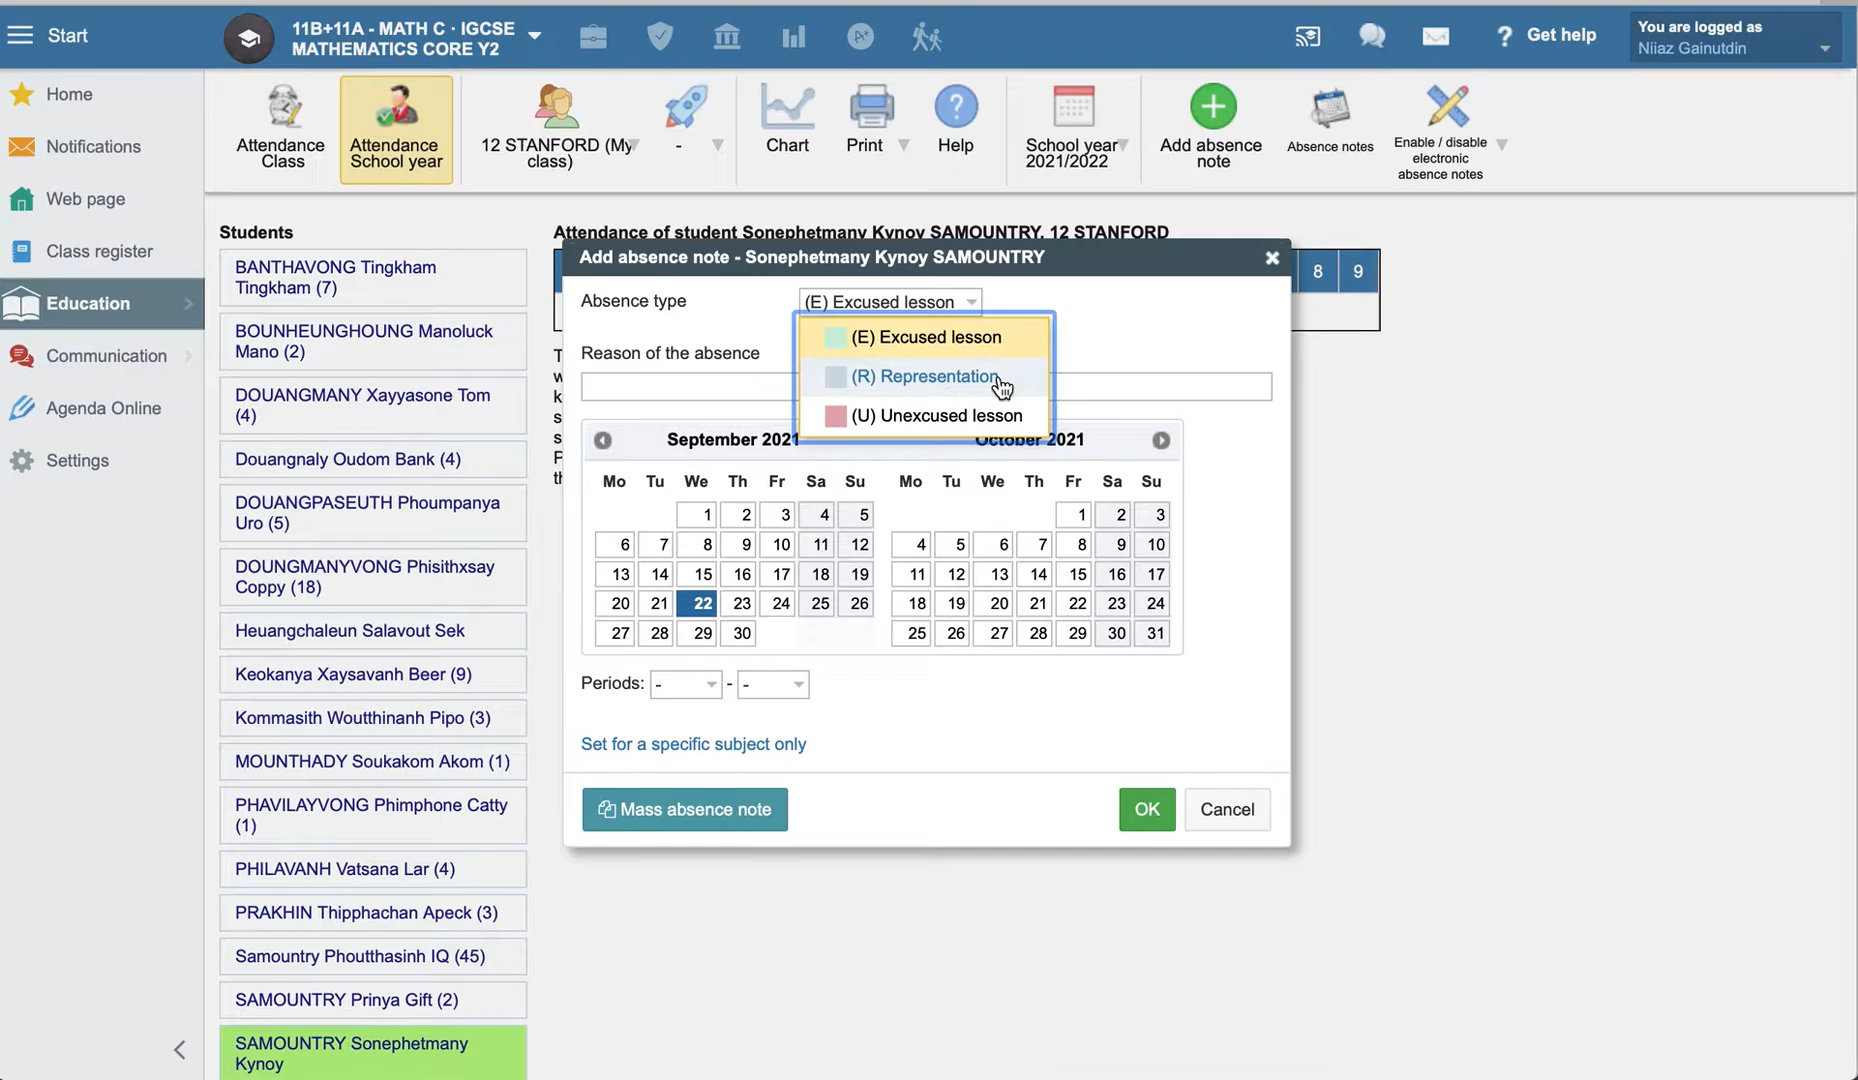 Start
11B+11A - MATH C · IGCSE
MATHEMATICS CORE Y2
? Get help
You are logged as
Niiaz Gainutdin
Home
Notifications
Web page
Class register
Education
Communication
Agenda Online
Settings
Attendance
Class
Attendance
School year
12 STANFORD (My
class)
-
Chart
Print
Help
School year
2021/2022
Add absence
note
Absence notes
Enable / disable
electronic
absence notes
Students
BANTHAVONG Tingkham
Tingkham (7)
BOUNHEUNGHOUNG Manoluck
Mano (2)
DOUANGMANY Xayyasone Tom
(4)
Douangnaly Oudom Bank (4)
DOUANGPASEUTH Phoumpanya
Uro (5)
DOUNGMANYVONG Phisithxsay
Coppy (18)
Heuangchaleun Salavout Sek
Keokanya Xaysavanh Beer (9)
Kommasith Woutthinanh Pipo (3)
MOUNTHADY Soukakom Akom (1)
PHAVILAYVONG Phimphone Catty
(1)
PHILAVANH Vatsana Lar (4)
PRAKHIN Thipphachan Apeck (3)
Samountry Phoutthasinh IQ (45)
SAMOUNTRY Prinya Gift (2)
SAMOUNTRY Sonephetmany
Kynoy
Attendance of student Sonephetmany Kynoy SAMOUNTRY, 12 STANFORD
8 9
Add absence note - Sonephetmany Kynoy SAMOUNTRY
Absence type
(E) Excused lesson
(E) Excused lesson
(R) Representation
(U) Unexcused lesson
Reason of the absence
September 2021
Mo Tu We Th Fr Sa Su
1 2 3 4 5
6 7 8 9 10 11 12
13 14 15 16 17 18 19
20 21 22 23 24 25 26
27 28 29 30
October 2021
Mo Tu We Th Fr Sa Su
1 2 3
4 5 6 7 8 9 10
11 12 13 14 15 16 17
18 19 20 21 22 23 24
25 26 27 28 29 30 31
Periods: - - -
Set for a specific subject only
Mass absence note
OK
Cancel